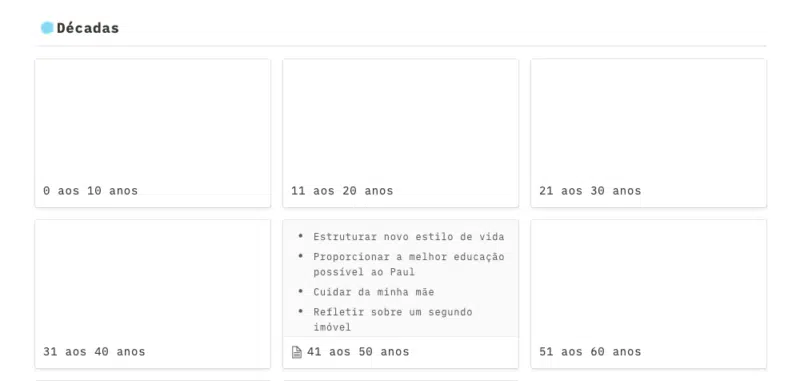 Décadas
0 aos 10 anos
11 aos 20 anos
21 aos 30 anos
• Estruturar novo estilo de vida
• Proporcionar a melhor educação
possível ao Paul
• Cuidar da minha mãe
• Refletir sobre um segundo
imóvel
31 aos 40 anos
41 aos 50 anos
51 aos 60 anos